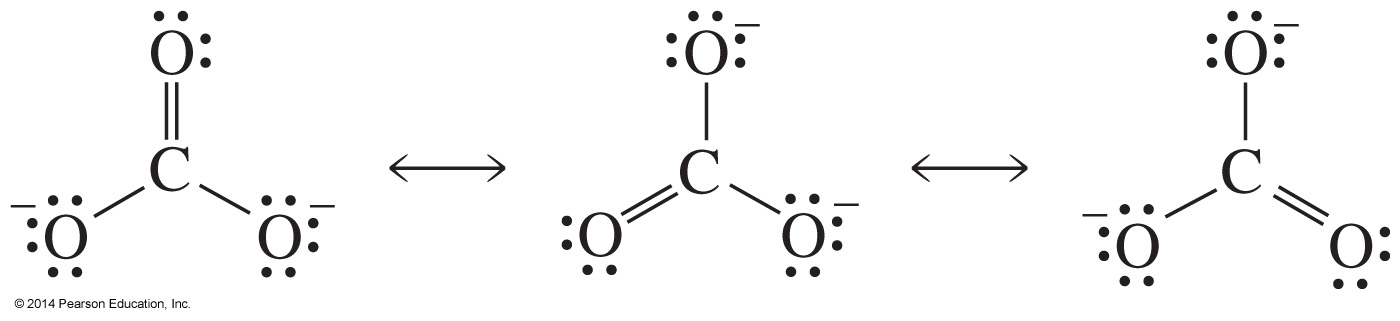 O O⁻ O⁻
C ⟷ C ⟷ C
⁻O O⁻ O O⁻ ⁻O O
© 2014 Pearson Education, Inc.